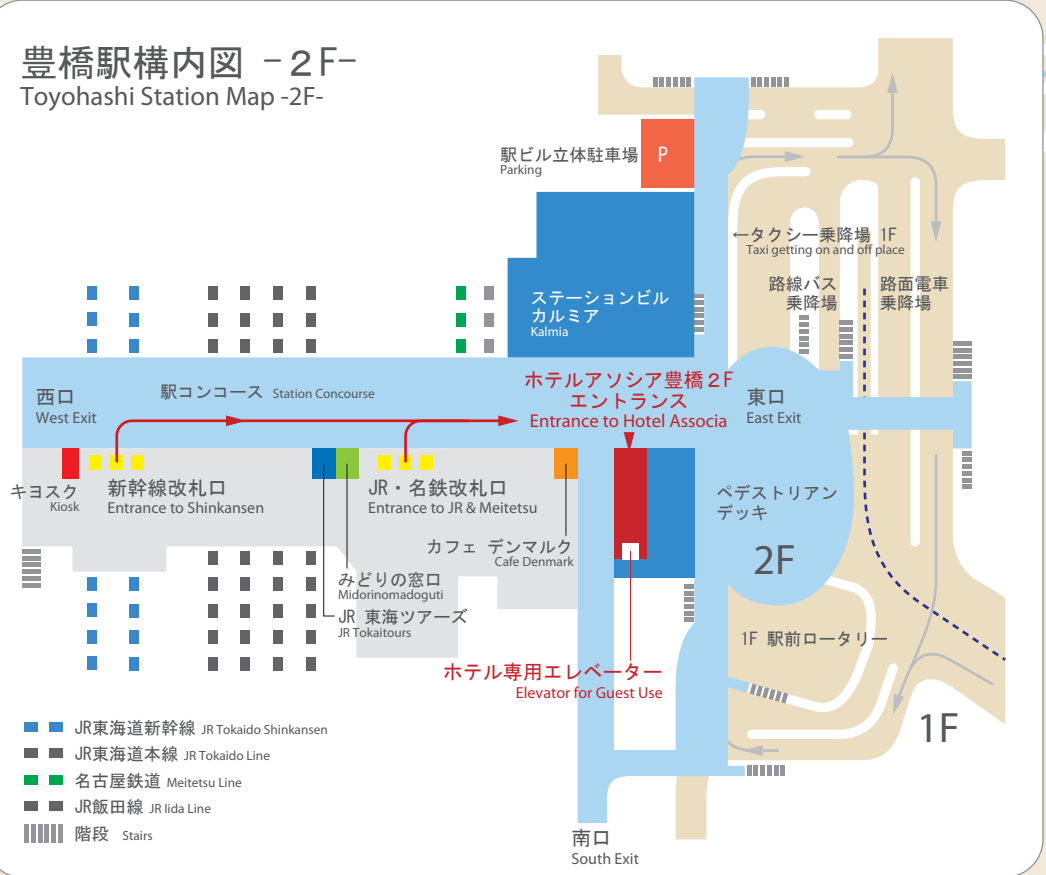 豊橋駅構内図 －２F−
Toyohashi Station Map -2F-
駅ビル立体駐車場
Parking
P
←タクシー乗降場 1F
Taxi getting on and off place
路線バス
乗降場
路面電車
乗降場
ステーションビル
カルミア
Kalmia
西口
West Exit
駅コンコース Station Concourse
ホテルアソシア豊橋２F
エントランス
Entrance to Hotel Associa
東口
East Exit
キヨスク
Kiosk
新幹線改札口
Entrance to Shinkansen
JR・名鉄改札口
Entrance to JR & Meitetsu
カフェ デンマルク
Cafe Denmark
ペデストリアン
デッキ
2F
みどりの窓口
Midorinomadoguti
JR 東海ツアーズ
JR Tokaitours
1F 駅前ロータリー
ホテル専用エレベーター
Elevator for Guest Use
1F
JR東海道新幹線 JR Tokaido Shinkansen
JR東海道本線 JR Tokaido Line
名古屋鉄道 Meitetsu Line
JR飯田線 JR Iida Line
階段 Stairs
南口
South Exit